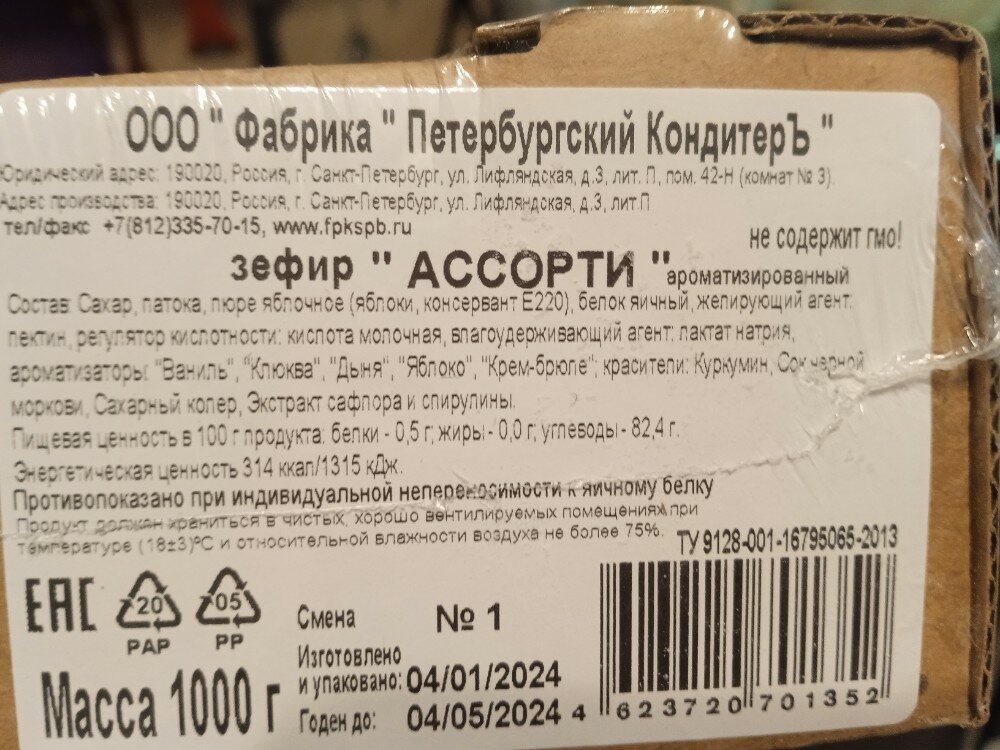 ООО " Фабрика " Петербургский КондитерЪ "
Юридический адрес: 190020, Россия, г. Санкт-Петербург, ул. Лифляндская, д.3, лит. П, пом. 42-Н (комнат № 3).
Адрес производства: 190020, Россия, г. Санкт-Петербург, ул. Лифляндская, д.3, лит.П
тел/факс +7(812)335-70-15, www.fpkspb.ru
не содержит гмо!
зефир " АССОРТИ " ароматизированный
Состав: Сахар, патока, пюре яблочное (яблоки, консервант Е220), белок яичный, желирующий агент:
пектин, регулятор кислотности: кислота молочная, влагоудерживающий агент: лактат натрия,
ароматизаторы: "Ваниль", "Клюква", "Дыня", "Яблоко", "Крем-брюле"; красители: Куркумин, Сок черной
моркови, Сахарный колер, Экстракт сафлора и спирулины.
Пищевая ценность в 100 г продукта: белки - 0,5 г; жиры - 0,0 г; углеводы - 82,4 г.
Энергетическая ценность 314 ккал/1315 кДж.
Противопоказано при индивидуальной непереносимости к яичному белку
Продукт должен храниться в чистых, хорошо вентилируемых помещениях при
температуре (18±3)°С и относительной влажности воздуха не более 75%.
ТУ 9128-001-16795065-2013
ЕАС
20
PAP
05
PP
Смена № 1
Изготовлено
и упаковано: 04/01/2024
Годен до: 04/05/2024
Масса 1000 г
4 623720 701352